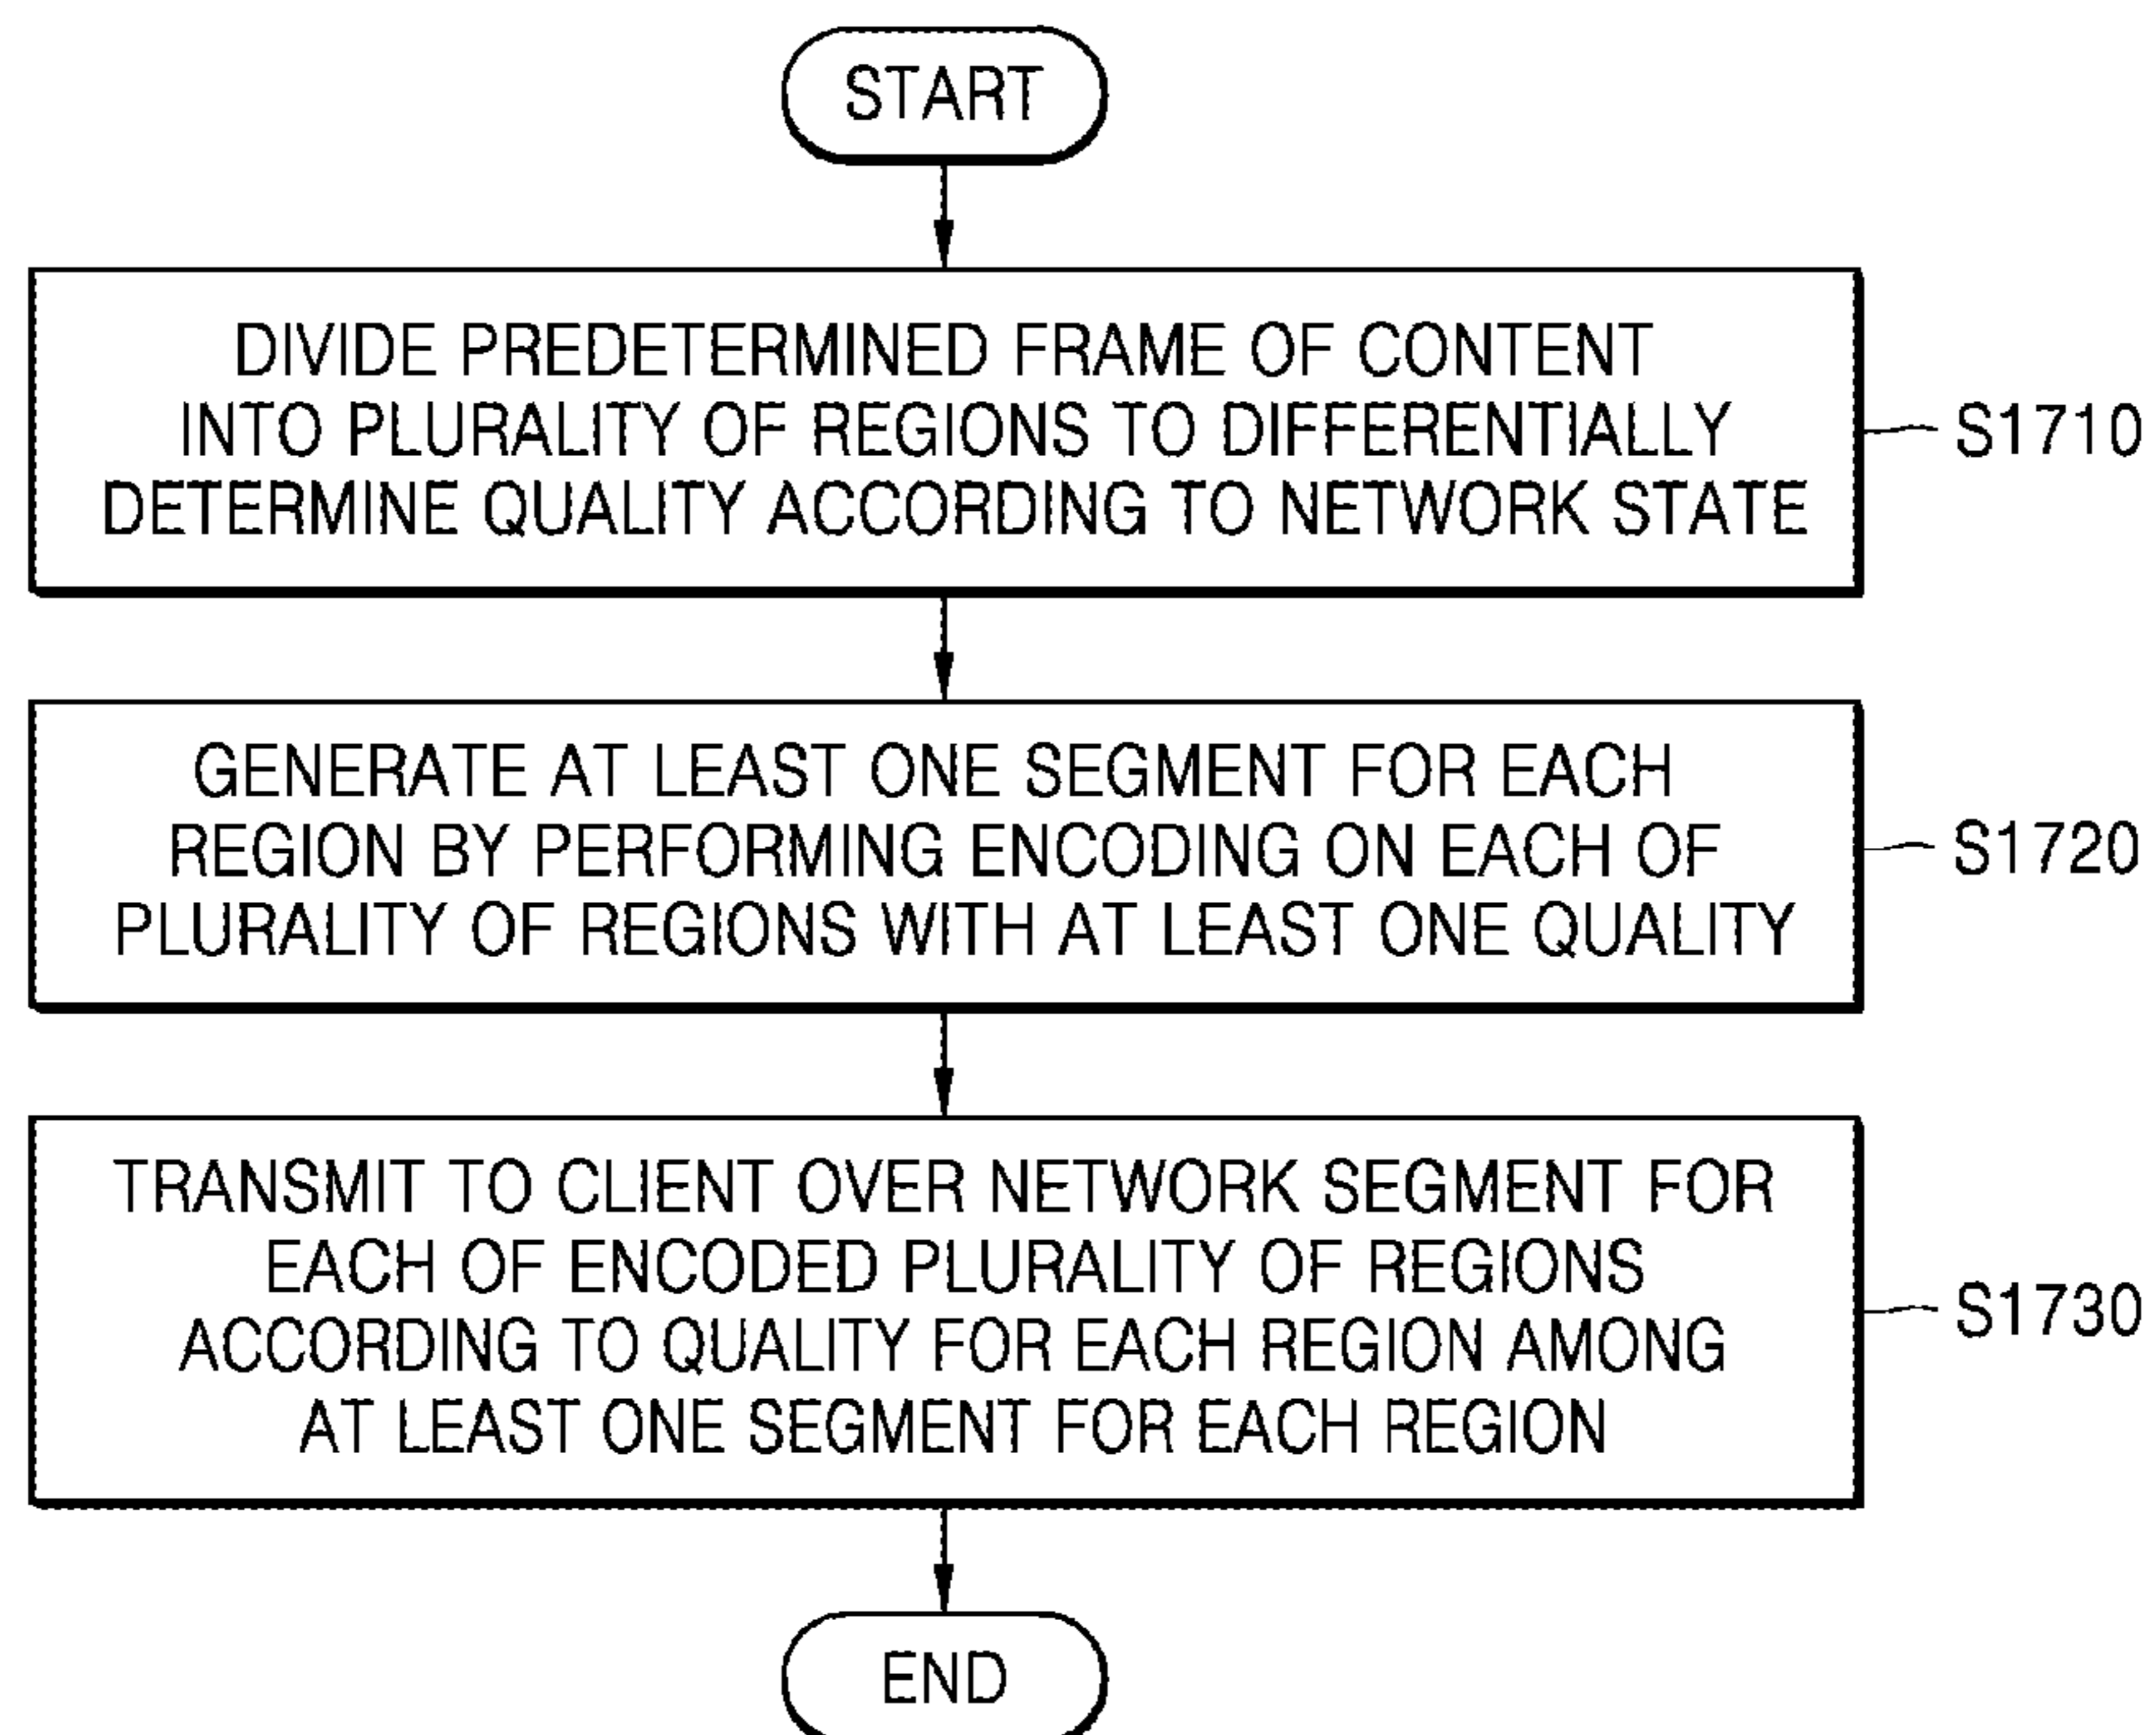 START
DIVIDE PREDETERMINED FRAME OF CONTENT
INTO PLURALITY OF REGIONS TO DIFFERENTIALLY
DETERMINE QUALITY ACCORDING TO NETWORK STATE
S1710
GENERATE AT LEAST ONE SEGMENT FOR EACH
REGION BY PERFORMING ENCODING ON EACH OF
PLURALITY OF REGIONS WITH AT LEAST ONE QUALITY
S1720
TRANSMIT TO CLIENT OVER NETWORK SEGMENT FOR
EACH OF ENCODED PLURALITY OF REGIONS
ACCORDING TO QUALITY FOR EACH REGION AMONG
AT LEAST ONE SEGMENT FOR EACH REGION
S1730
END